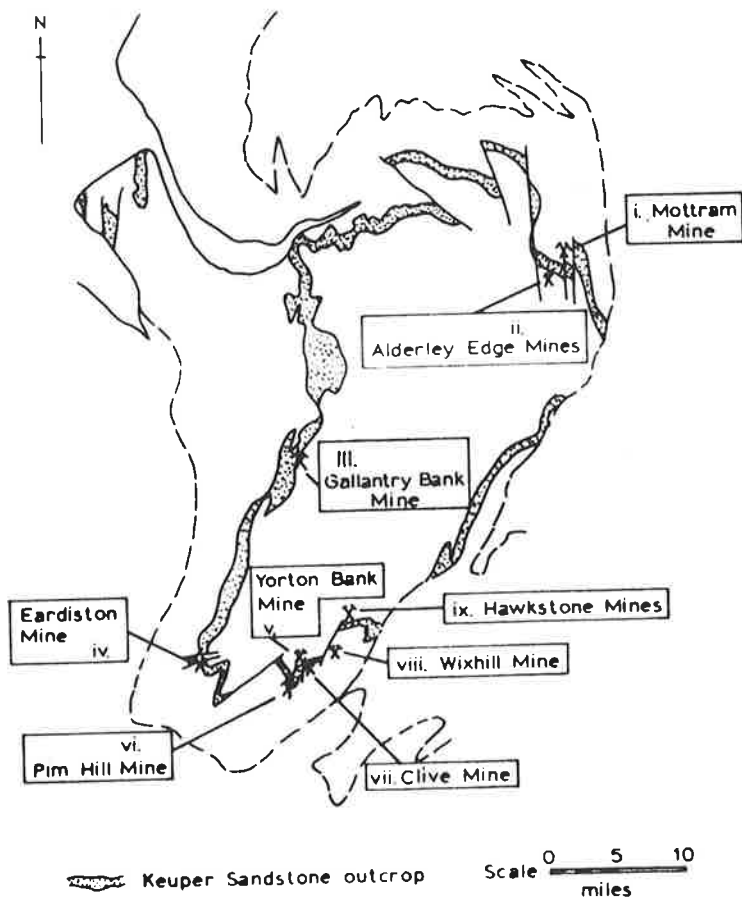 N
i. Mottram
Mine
ii.
Alderley Edge Mines
III.
Gallantry Bank
Mine
Yorton Bank
Mine
v.
Eardiston
Mine
iv.
ix. Hawkstone Mines
viii. Wixhill Mine
vi.
Pim Hill Mine
vii. Clive Mine
Keuper Sandstone outcrop
Scale 0 5 10
miles